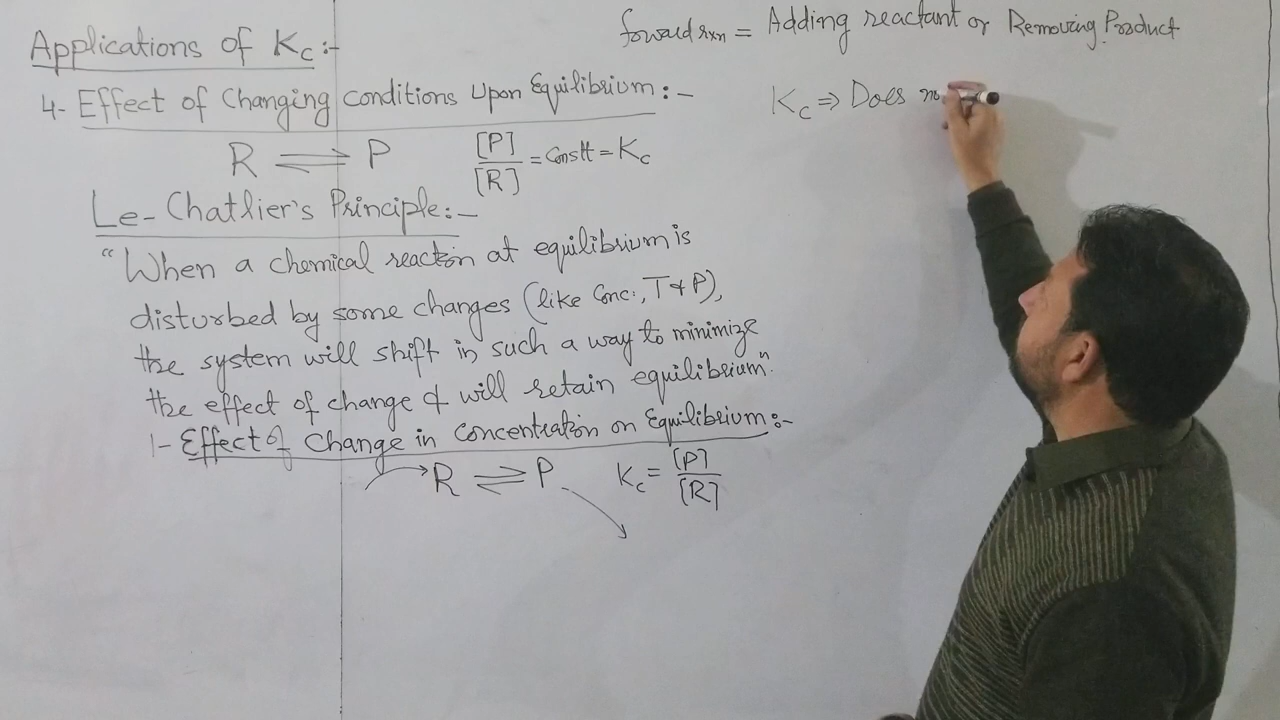 Applications of Kc:-
forward rxn = Adding reactant or Removing Product
4- Effect of Changing Conditions Upon Equilibrium:-
Kc ⇒ Does no
R ⇌ P [P]/[R] = Constt = Kc
Le-Chatlier's Principle:-
"When a chemical reaction at equilibrium is
disturbed by some changes (like Conc., T & P),
the system will shift in such a way to minimize
the effect of change & will retain equilibrium".
1- Effect of Change in Concentration on Equilibrium:-
R ⇌ P Kc = [P]/[R]